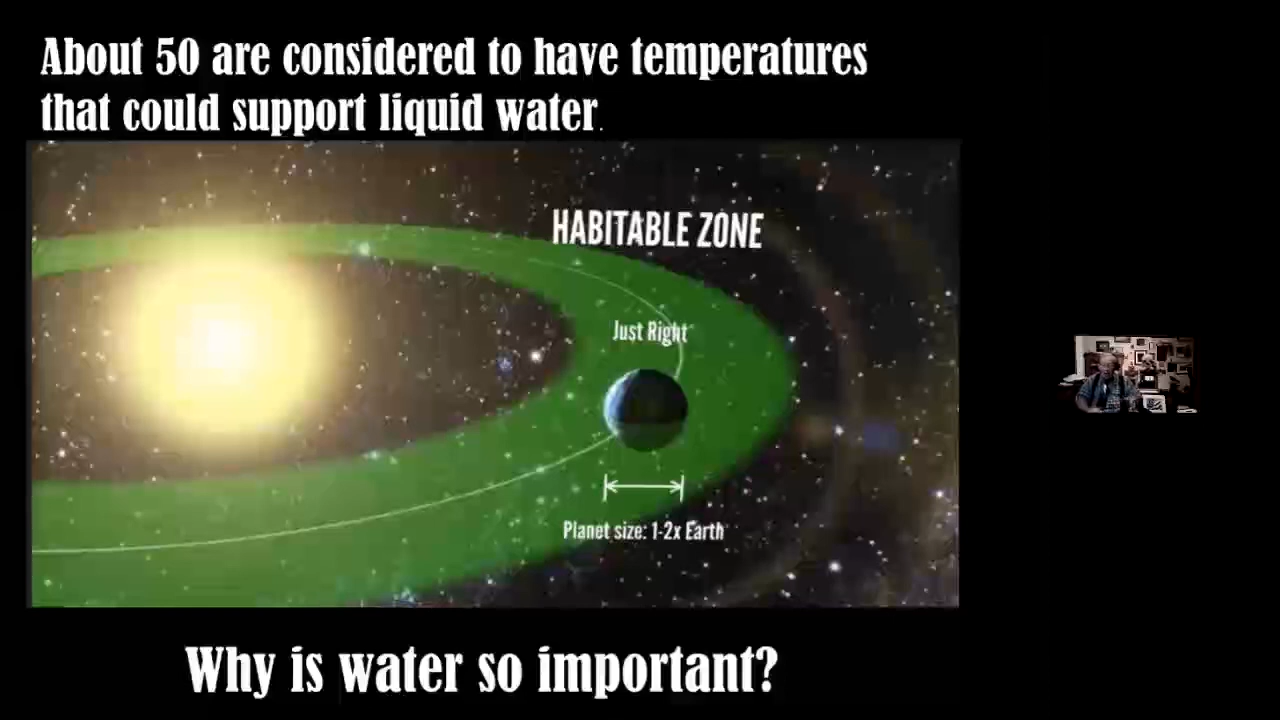 About 50 are considered to have temperatures
that could support liquid water.
HABITABLE ZONE
Just Right
Planet size: 1-2x Earth
Why is water so important?